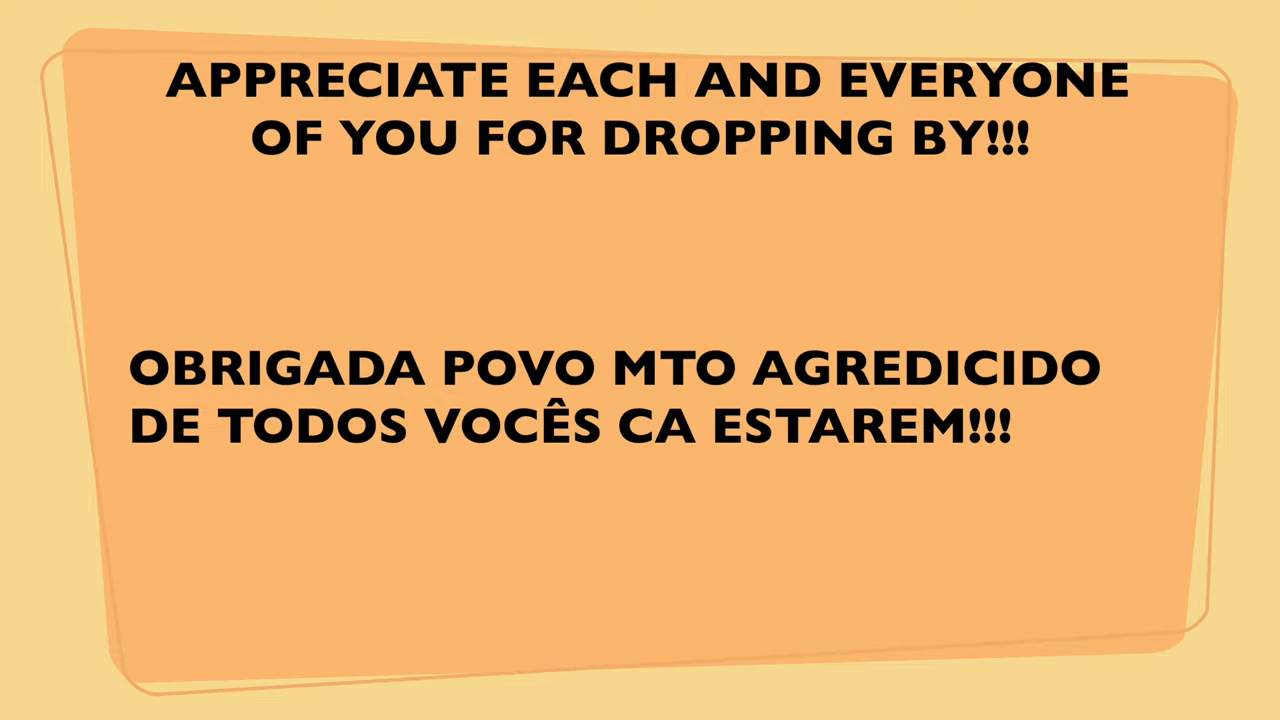 APPRECIATE EACH AND EVERYONE
OF YOU FOR DROPPING BY!!!
OBRIGADA POVO MTO AGREDICIDO
DE TODOS VOCÊS CA ESTAREM!!!